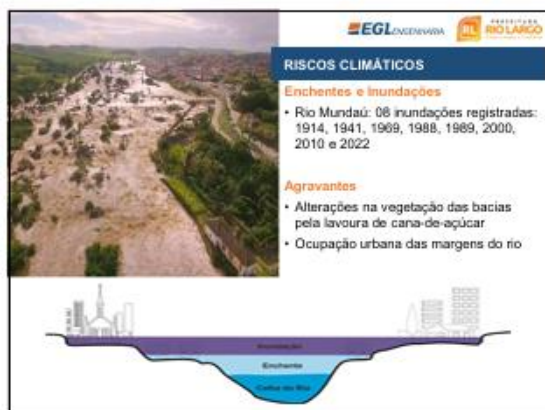 EGL ENGENHARIA
PREFEITURA
RL RIO LARGO
RISCOS CLIMÁTICOS
Enchentes e Inundações
• Rio Mundaú: 08 inundações registradas:
1914, 1941, 1969, 1988, 1989, 2000,
2010 e 2022
Agravantes
• Alterações na vegetação das bacias
pela lavoura de cana-de-açúcar
• Ocupação urbana das margens do rio
Inundação
Enchente
Calha do Rio